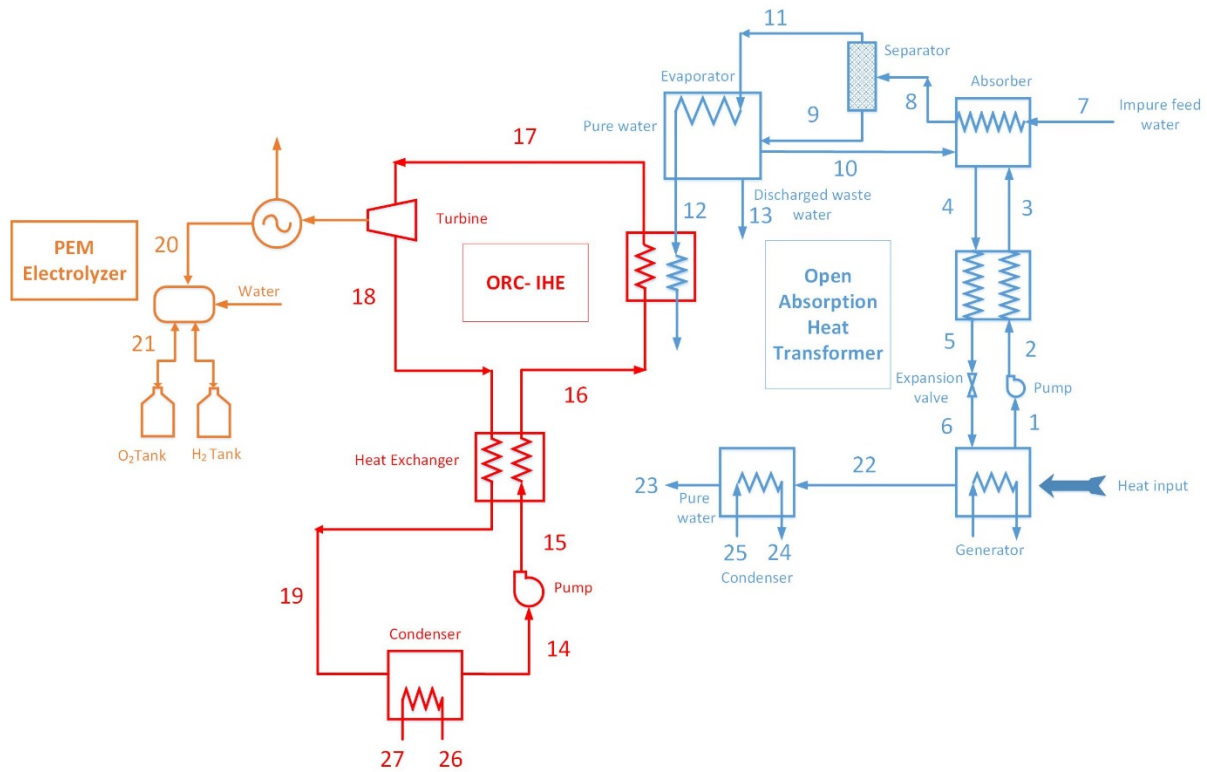 11
Separator
Evaporator
Absorber
8
7
9
Pure water
Impure feed
water
17
10
Discharged waste
water
12
13
4
3
Turbine
20
PEM
Electrolyzer
ORC- IHE
Open
Absorption
Heat
Transformer
Water
18
21
5
2
Expansion
valve
Pump
16
1
6
O₂Tank
H₂ Tank
Heat Exchanger
22
23
Pure
water
Heat input
15
25
24
Generator
Condenser
19
Pump
Condenser
14
27
26